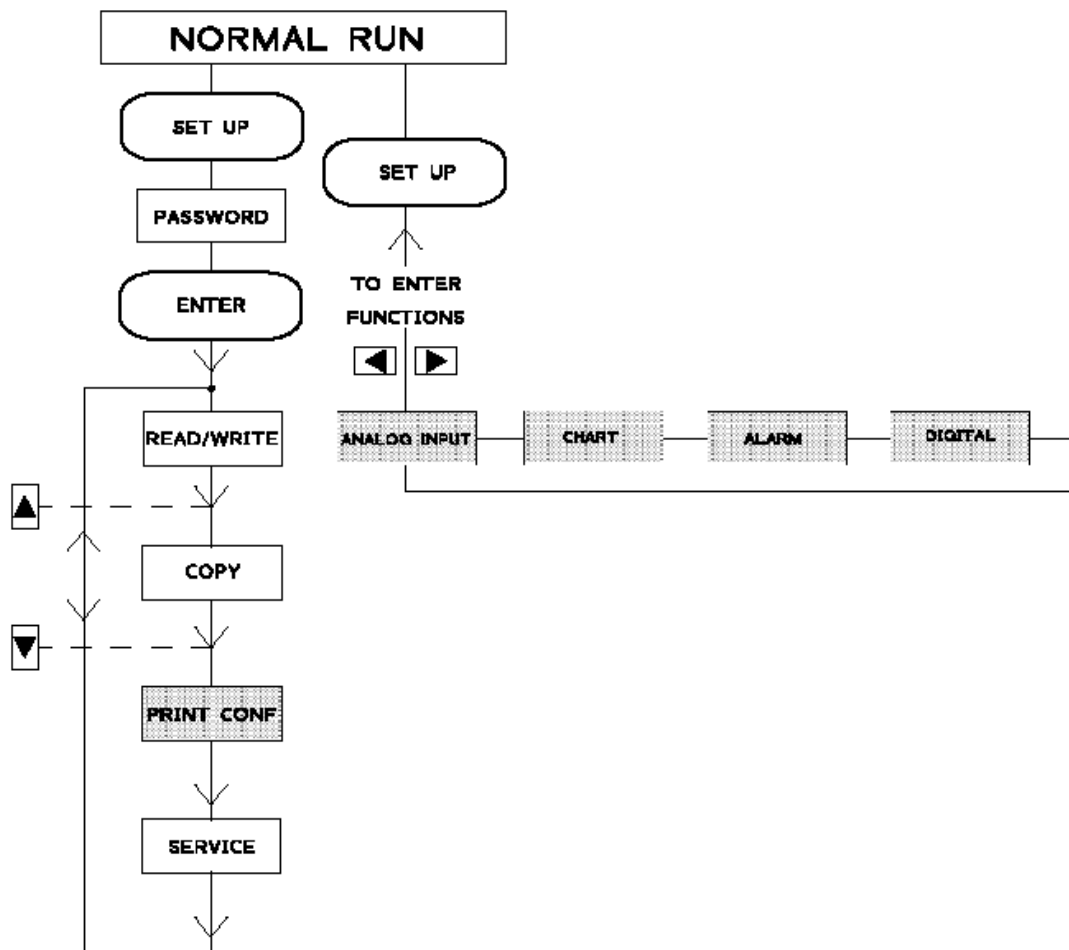 NORMAL RUN
SET UP
SET UP
PASSWORD
TO ENTER
FUNCTIONS
ENTER
READ/WRITE
ANALOG INPUT
CHART
ALARM
DIGITAL
COPY
PRINT CONF
SERVICE